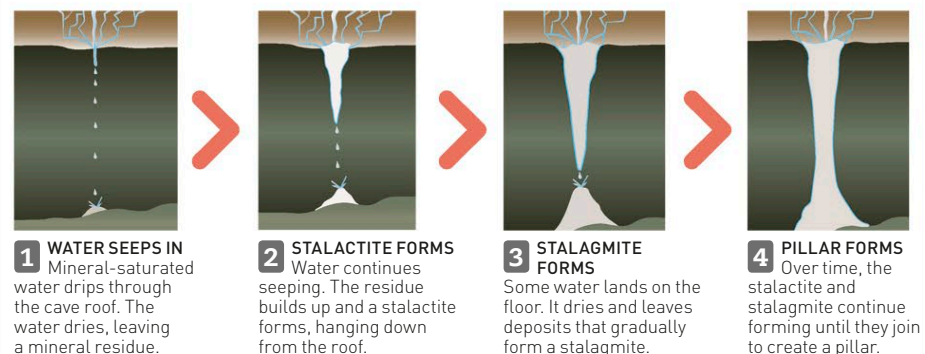 1 WATER SEEPS IN
Mineral-saturated
water drips through
the cave roof. The
water dries, leaving
a mineral residue.
2 STALACTITE FORMS
Water continues
seeping. The residue
builds up and a stalactite
forms, hanging down
from the roof.
3 STALAGMITE
FORMS
Some water lands on the
floor. It dries and leaves
deposits that gradually
form a stalagmite.
4 PILLAR FORMS
Over time, the
stalactite and
stalagmite continue
forming until they join
to create a pillar.